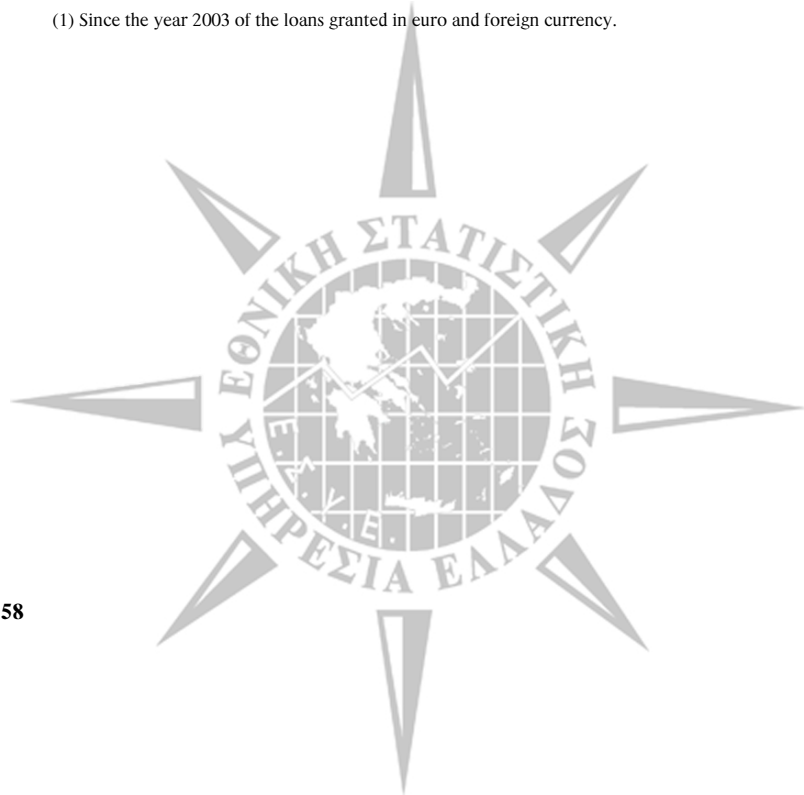 (1) Since the year 2003 of the loans granted in euro and foreign currency.
ΕΘΝΙΚΗ ΣΤΑΤΙΣΤΙΚΗ
ΥΠΗΡΕΣΙΑ ΕΛΛΑΔΟΣ
Ε.Σ.Υ.Ε.
58